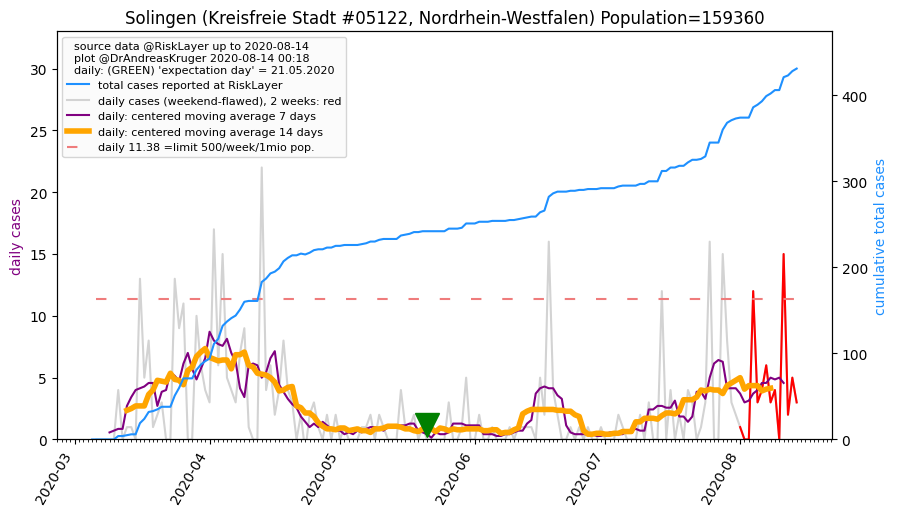 Solingen (Kreisfreie Stadt #05122, Nordrhein-Westfalen) Population=159360
source data @RiskLayer up to 2020-08-14
plot @DrAndreasKruger 2020-08-14 00:18
daily: (GREEN) 'expectation day' = 21.05.2020
total cases reported at RiskLayer
daily cases (weekend-flawed), 2 weeks: red
daily: centered moving average 7 days
daily: centered moving average 14 days
daily 11.38 =limit 500/week/1mio pop.
daily cases
30
25
20
15
10
5
0
cumulative total cases
400
300
200
100
0
2020-03
2020-04
2020-05
2020-06
2020-07
2020-08